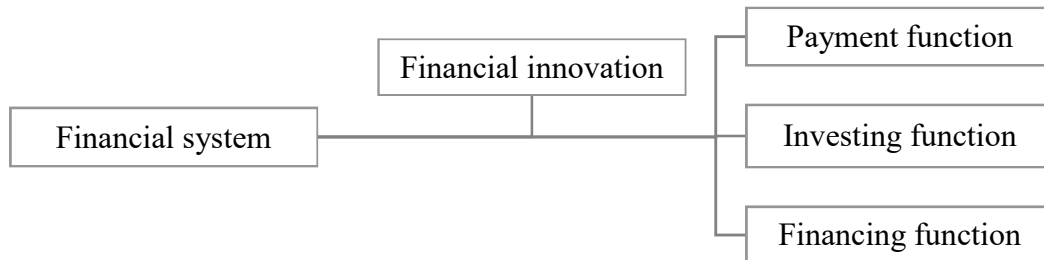 Payment function
Financial innovation
Financial system
Investing function
Financing function